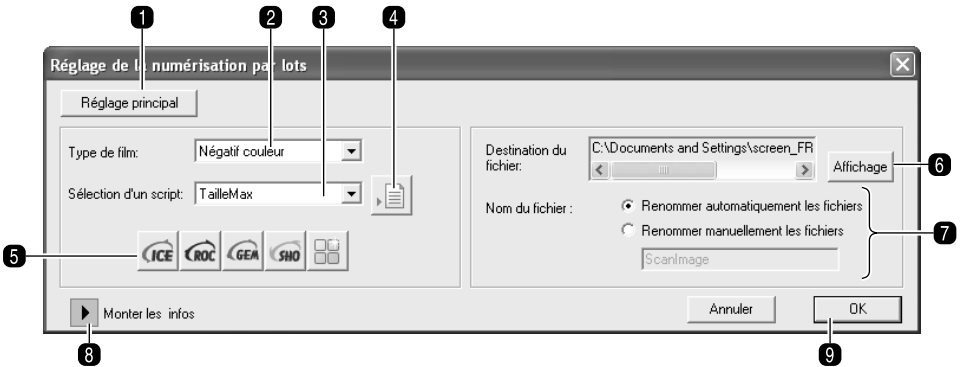 1 2 3 4
Réglage de la numérisation par lots
Réglage principal
Type de film: Négatif couleur
Sélection d'un script: TailleMax
5
ICE ROC GEM SHO
Monter les infos
8
Destination du
fichier:
C:\Documents and Settings\screen_FR
Affichage
6
Nom du fichier :
Renommer automatiquement les fichiers
Renommer manuellement les fichiers
ScanImage
7
Annuler
OK
9